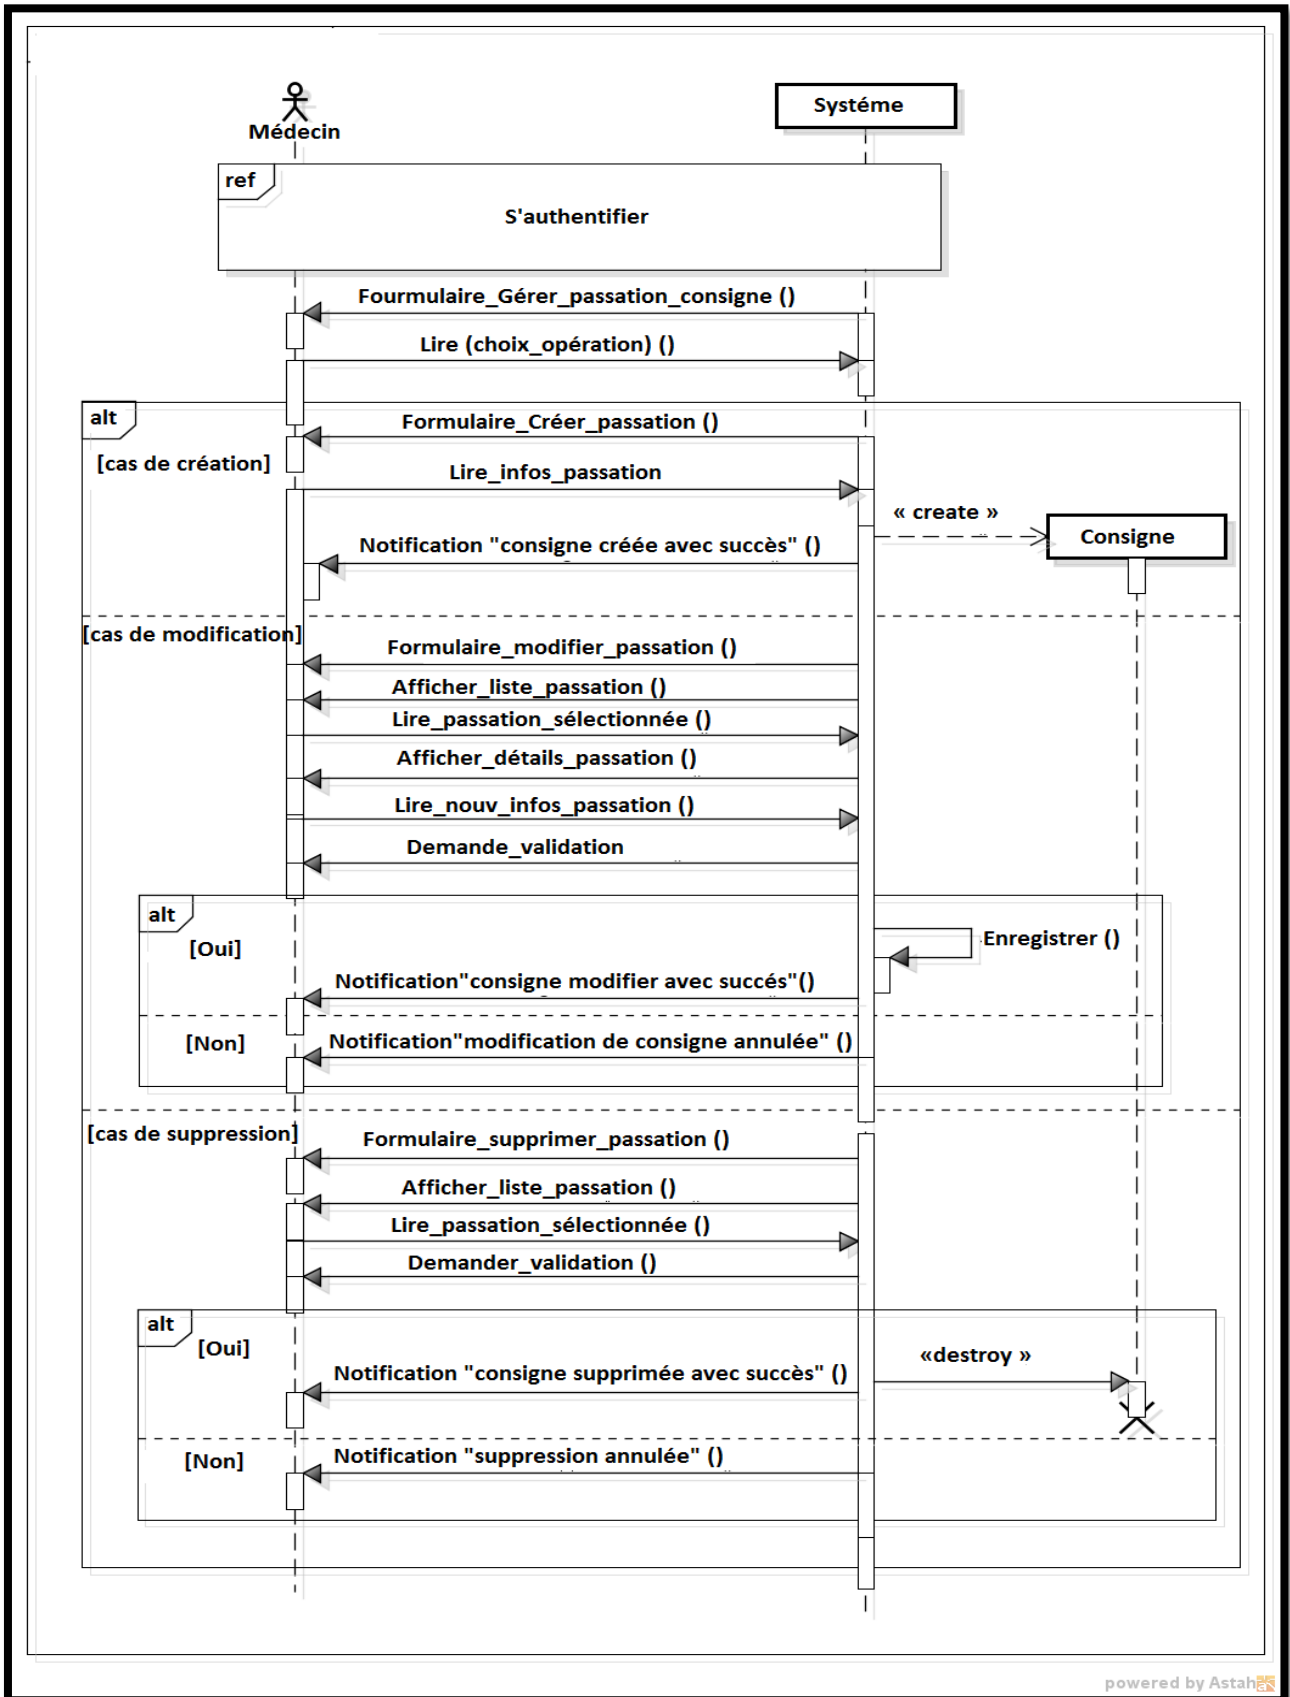 Systéme
Médecin
ref
S'authentifier
Fourmulaire_Gérer_passation_consigne ()
Lire (choix_opération) ()
alt
Formulaire_Créer_passation ()
[cas de création]
Lire_infos_passation
« create »
Consigne
Notification "consigne créée avec succès" ()
[cas de modification]
Formulaire_modifier_passation ()
Afficher_liste_passation ()
Lire_passation_sélectionnée ()
Afficher_détails_passation ()
Lire_nouv_infos_passation ()
Demande_validation
alt
[Oui]
Enregistrer ()
Notification"consigne modifier avec succés"()
[Non]
Notification"modification de consigne annulée" ()
[cas de suppression]
Formulaire_supprimer_passation ()
Afficher_liste_passation ()
Lire_passation_sélectionnée ()
Demander_validation ()
alt
[Oui]
«destroy »
Notification "consigne supprimée avec succès" ()
[Non]
Notification "suppression annulée" ()
powered by Astah